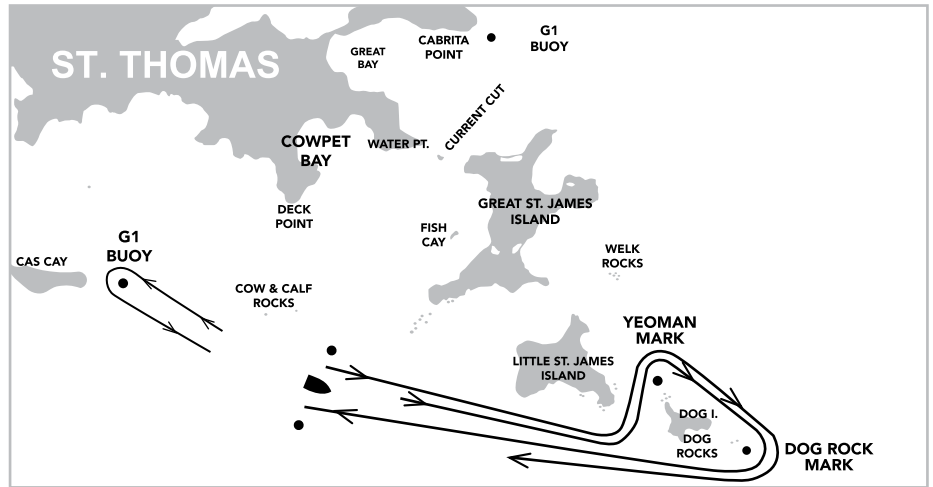 G1
BUOY
CABRITA
POINT
GREAT
BAY
ST. THOMAS
CURRENT CUT
COWPET
BAY
WATER PT.
GREAT ST. JAMES
ISLAND
DECK
POINT
FISH
CAY
G1
BUOY
CAS CAY
WELK
ROCKS
COW & CALF
ROCKS
YEOMAN
MARK
LITTLE ST. JAMES
ISLAND
DOG I.
DOG
ROCKS
DOG ROCK
MARK